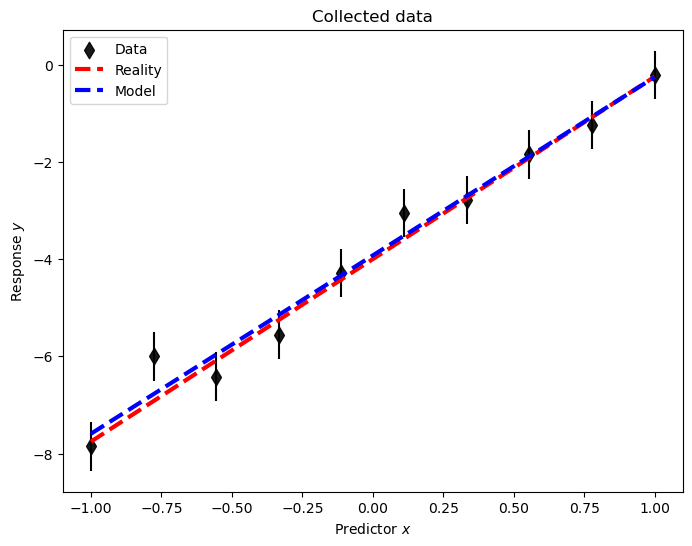 Collected data
Data
Reality
Model
0
−2
−4
−6
−8
Response y
−1.00 −0.75 −0.50 −0.25 0.00 0.25 0.50 0.75 1.00
Predictor x